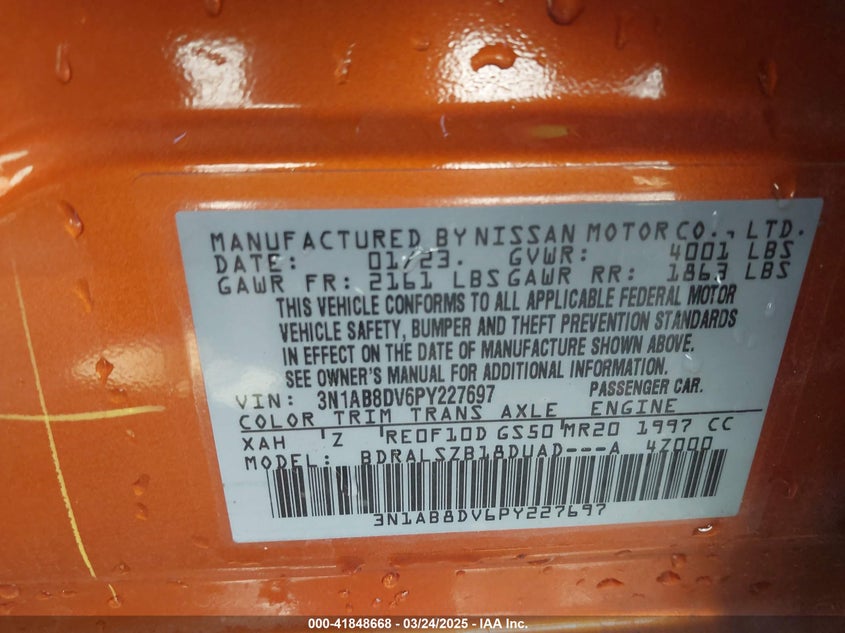 MANUFACTURED BY NISSAN MOTOR CO., LTD.
DATE: 01/23. GVWR: 4001 LBS
GAWR FR: 2161 LBS GAWR RR: 1863 LBS
THIS VEHICLE CONFORMS TO ALL APPLICABLE FEDERAL MOTOR
VEHICLE SAFETY, BUMPER AND THEFT PREVENTION STANDARDS
IN EFFECT ON THE DATE OF MANUFACTURE SHOWN ABOVE.
SEE OWNER'S MANUAL FOR ADDITIONAL INFORMATION.
VIN: 3N1AB8DV6PY227697 PASSENGER CAR.
COLOR TRIM TRANS AXLE ENGINE
XAH Z RE0F10D GS50 MR20 1997 CC
MODEL: BDRALSZB18DUAD---A 4Z000
3N1AB8DV6PY227697
000-41848668 - 03/24/2025 - IAA Inc.